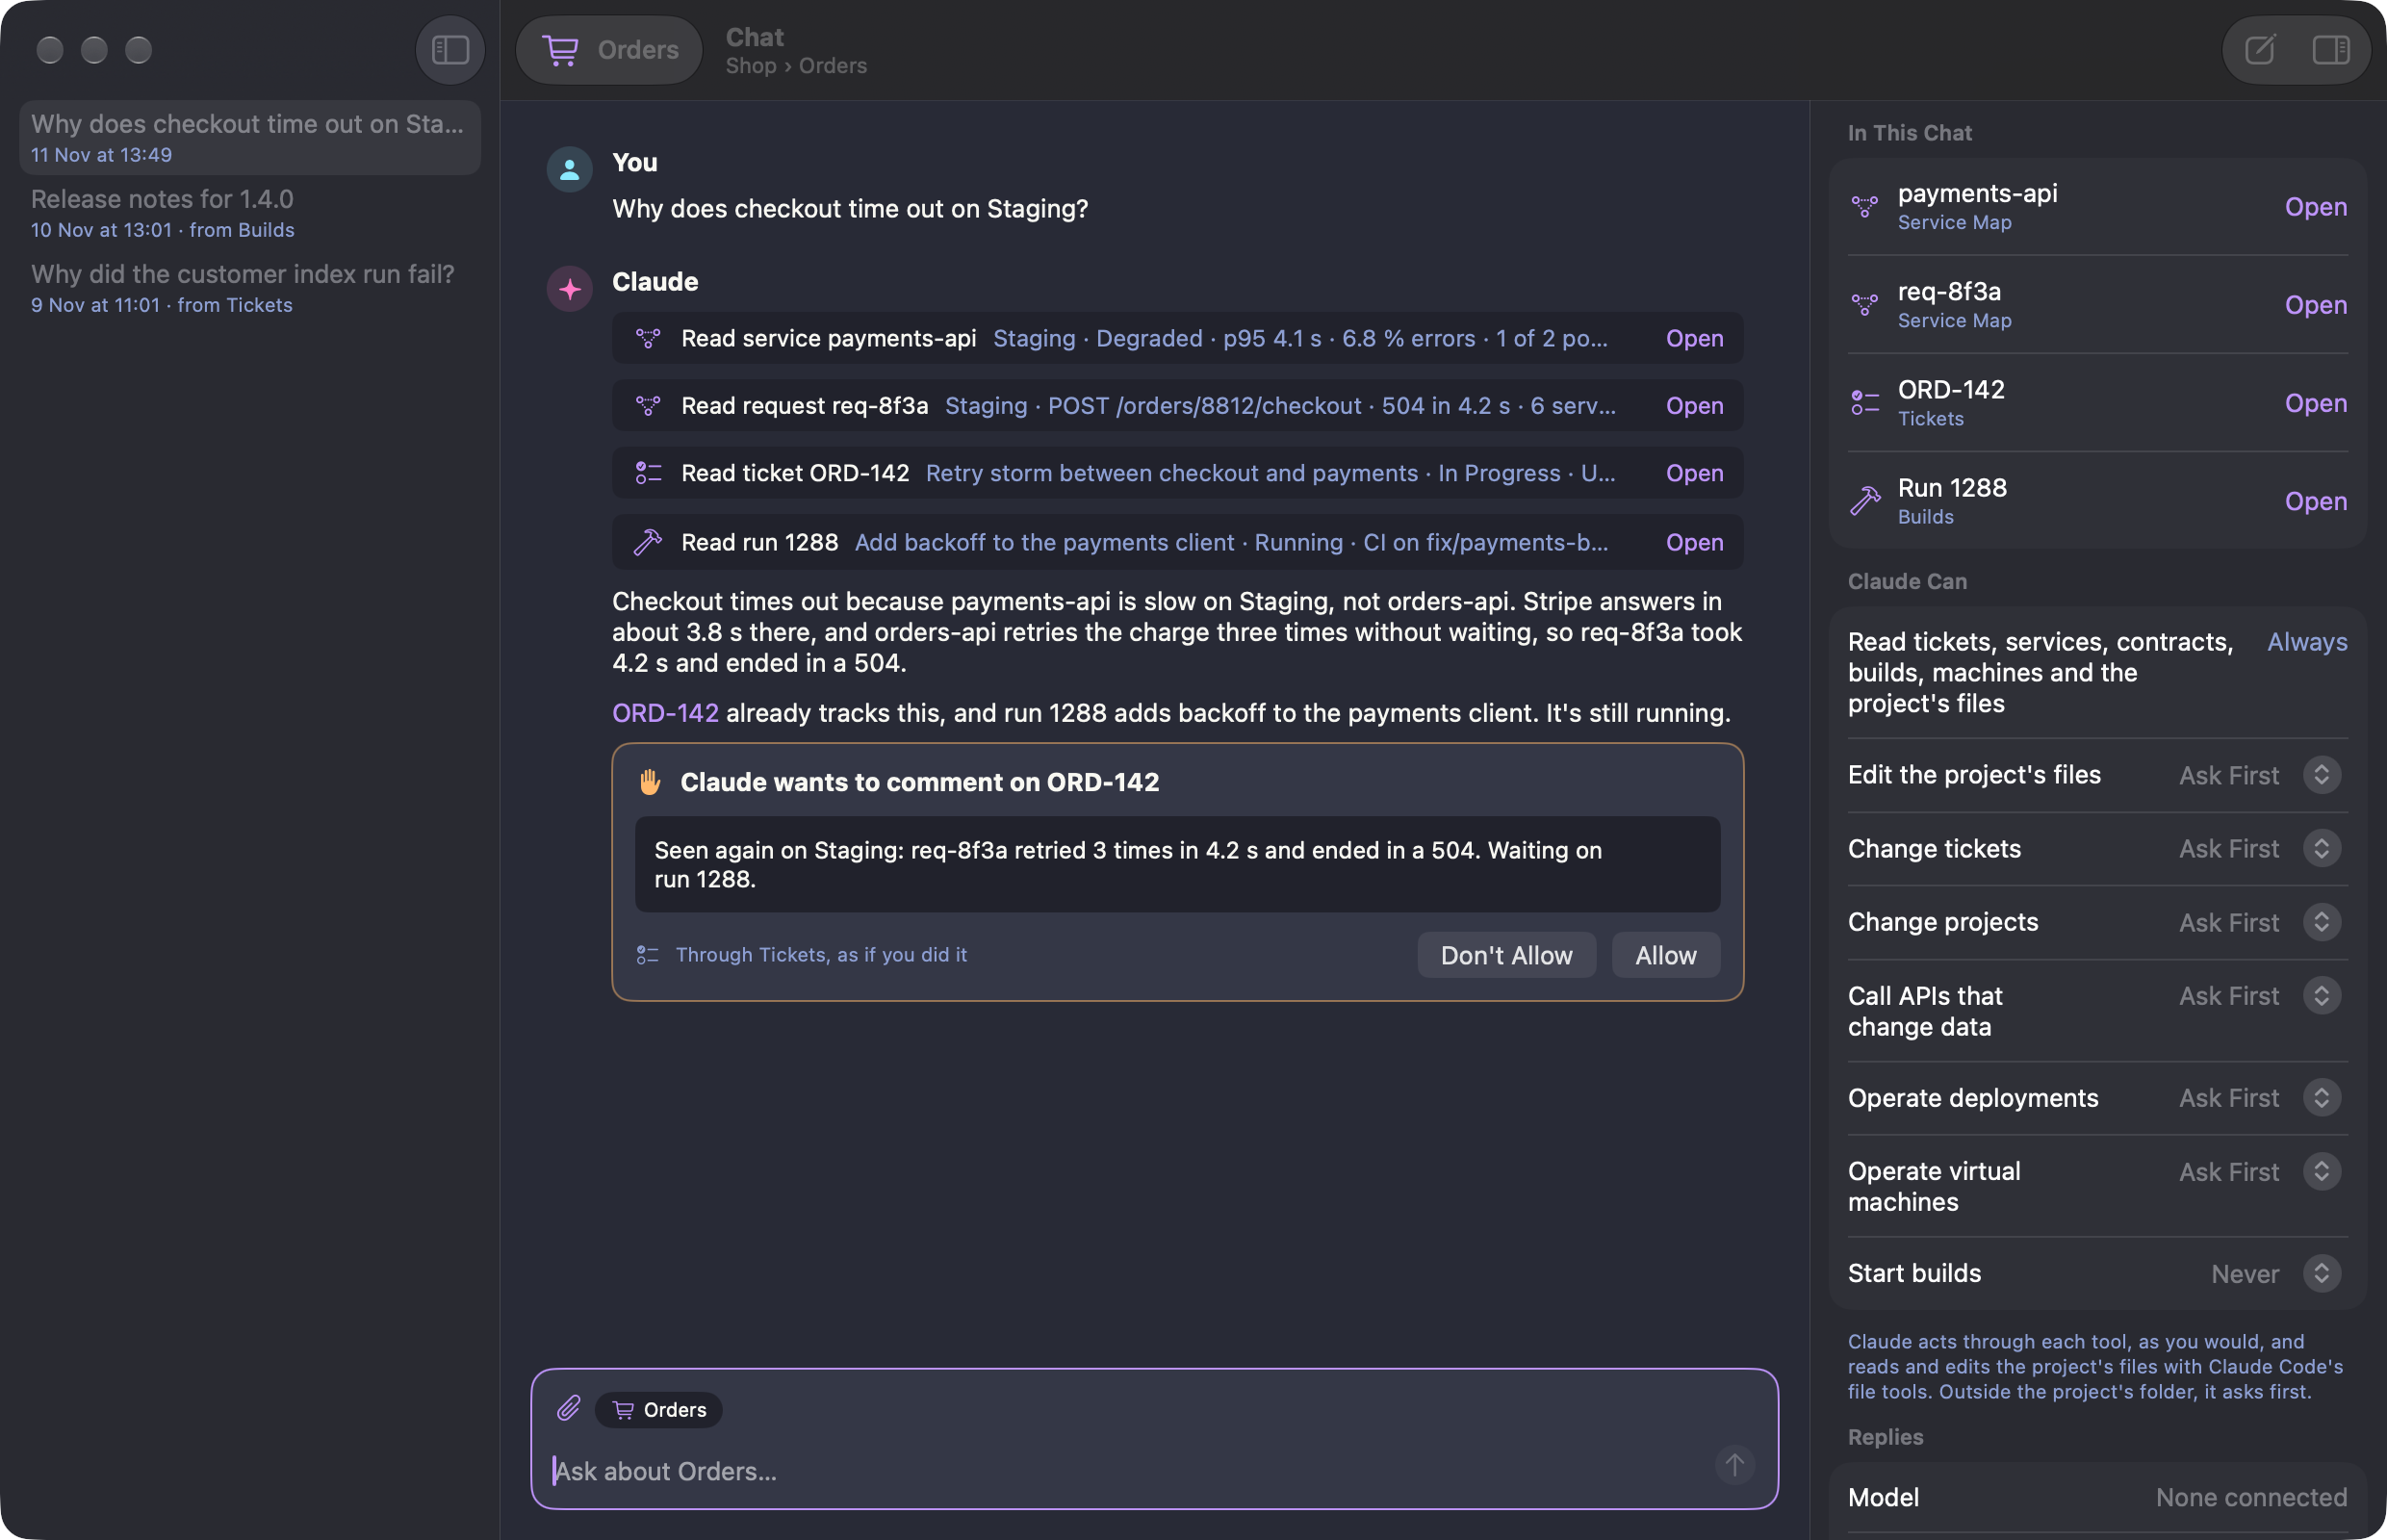 Orders
Chat
Shop › Orders
Why does checkout time out on Sta...
11 Nov at 13:49
Release notes for 1.4.0
10 Nov at 13:01 · from Builds
Why did the customer index run fail?
9 Nov at 11:01 · from Tickets
You
Why does checkout time out on Staging?
Claude
Read service payments-api Staging · Degraded · p95 4.1 s · 6.8 % errors · 1 of 2 po... Open
Read request req-8f3a Staging · POST /orders/8812/checkout · 504 in 4.2 s · 6 serv... Open
Read ticket ORD-142 Retry storm between checkout and payments · In Progress · U... Open
Read run 1288 Add backoff to the payments client · Running · CI on fix/payments-b... Open
Checkout times out because payments-api is slow on Staging, not orders-api. Stripe answers in
about 3.8 s there, and orders-api retries the charge three times without waiting, so req-8f3a took
4.2 s and ended in a 504.
ORD-142 already tracks this, and run 1288 adds backoff to the payments client. It's still running.
Claude wants to comment on ORD-142
Seen again on Staging: req-8f3a retried 3 times in 4.2 s and ended in a 504. Waiting on
run 1288.
Through Tickets, as if you did it
Don't Allow
Allow
Orders
Ask about Orders...
In This Chat
payments-api
Service Map
Open
req-8f3a
Service Map
Open
ORD-142
Tickets
Open
Run 1288
Builds
Open
Claude Can
Read tickets, services, contracts, Always
builds, machines and the
project's files
Edit the project's files Ask First
Change tickets Ask First
Change projects Ask First
Call APIs that Ask First
change data
Operate deployments Ask First
Operate virtual Ask First
machines
Start builds Never
Claude acts through each tool, as you would, and
reads and edits the project's files with Claude Code's
file tools. Outside the project's folder, it asks first.
Replies
Model None connected